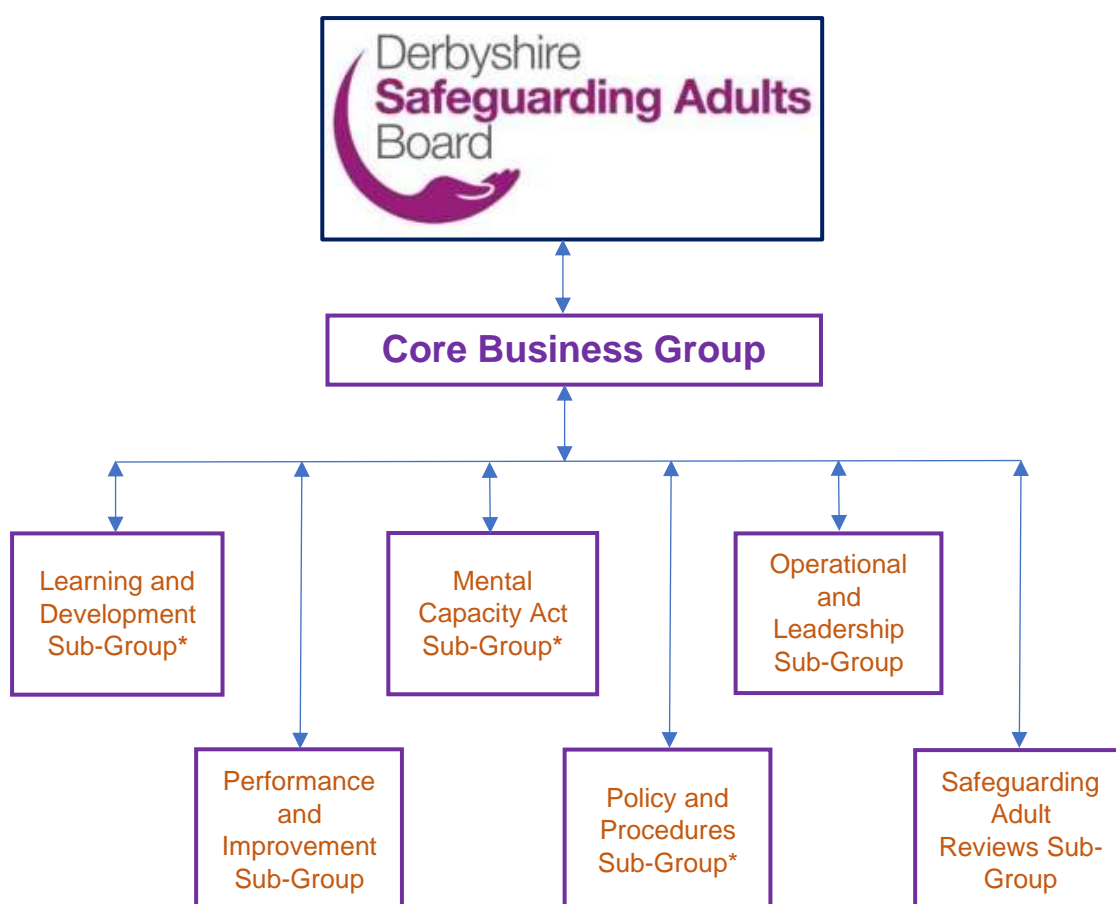 Derbyshire
Safeguarding Adults
Board
Core Business Group
Learning and
Development
Sub-Group*
Mental
Capacity Act
Sub-Group*
Operational
and
Leadership
Sub-Group
Performance
and
Improvement
Sub-Group
Policy and
Procedures
Sub-Group*
Safeguarding
Adult
Reviews Sub-
Group